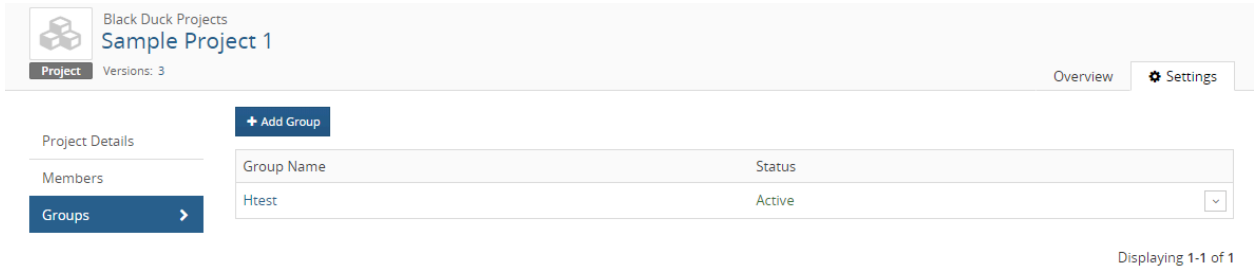 Black Duck Projects
Sample Project 1
Project Versions: 3
Overview Settings
Project Details
Members
Groups
+ Add Group
Group Name Status
Htest Active
Displaying 1-1 of 1